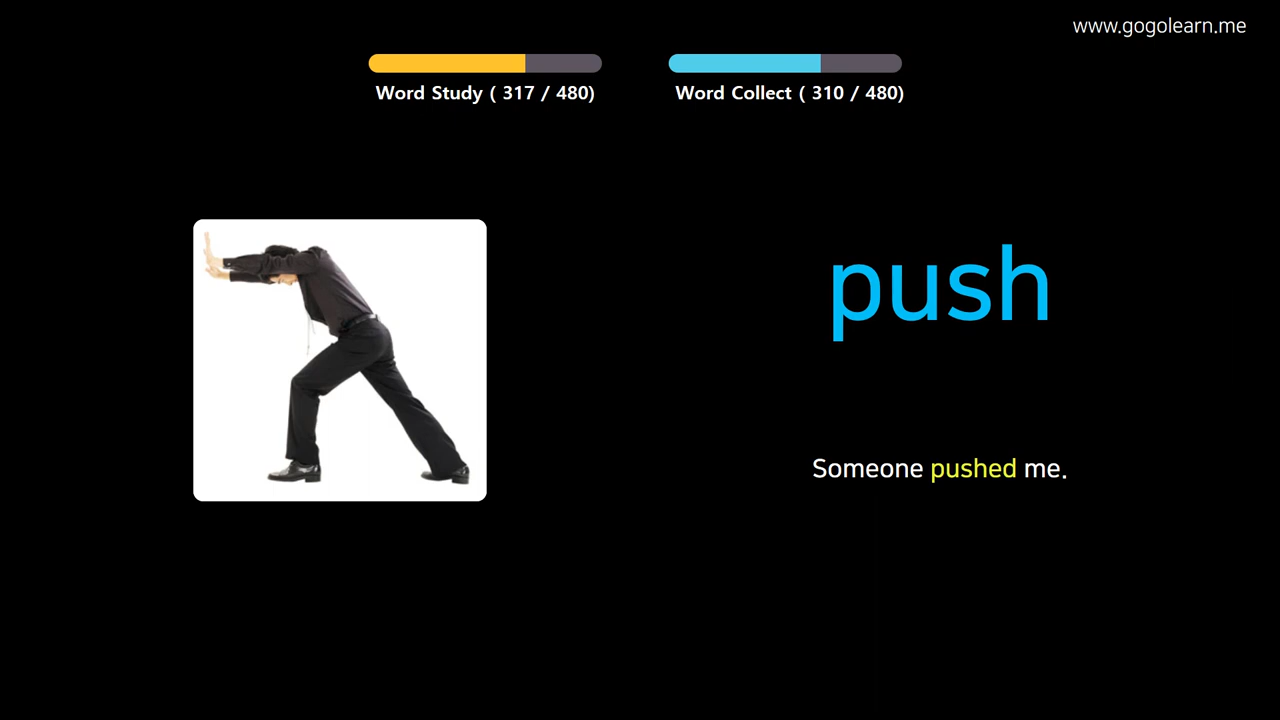 www.gogolearn.me
Word Study ( 317 / 480)
Word Collect ( 310 / 480)
push
Someone pushed me.